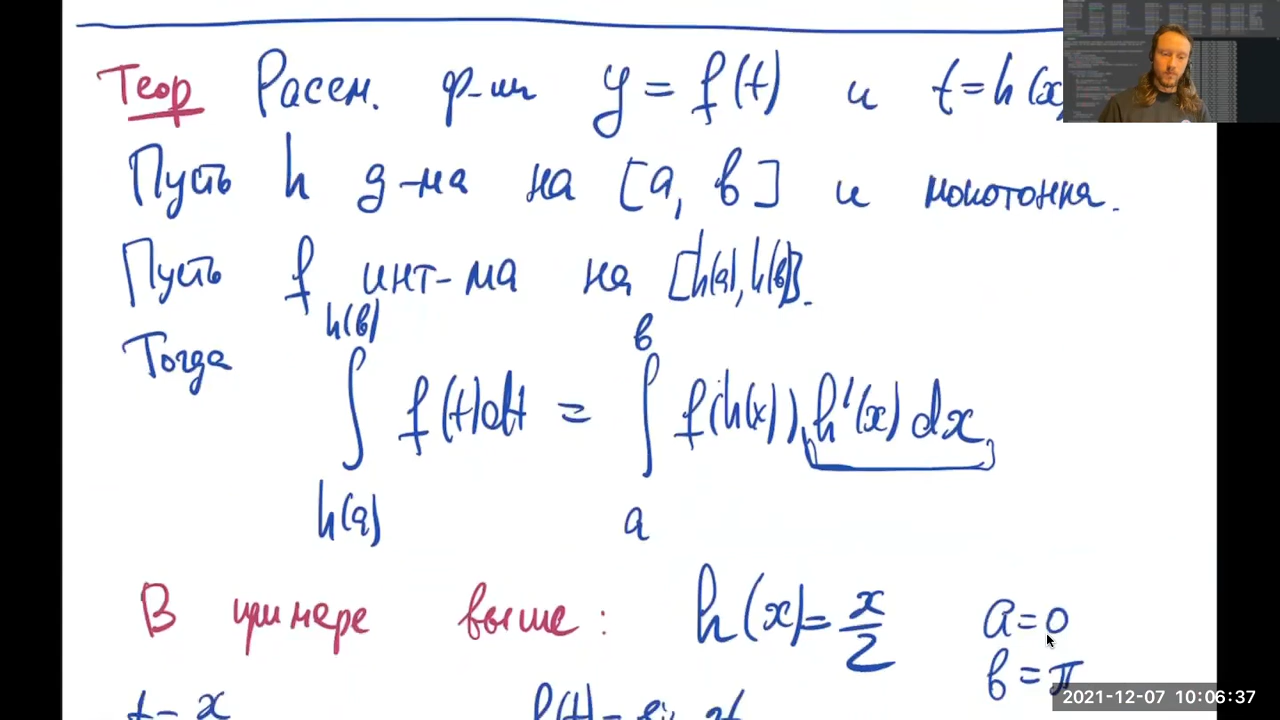 Теор Рассм. ф-ии y = f(t) и t = h(x
Пусть h д-ма на [a, b] и монотонна.
Пусть f инт-ма на [h(a), h(b)].
Тогда ∫_{h(a)}^{h(b)} f(t)dt = ∫_a^b f(h(x)) h'(x) dx
В примере выше: h(x) = x/2 a=0
b=π
2021-12-07 10:06:37